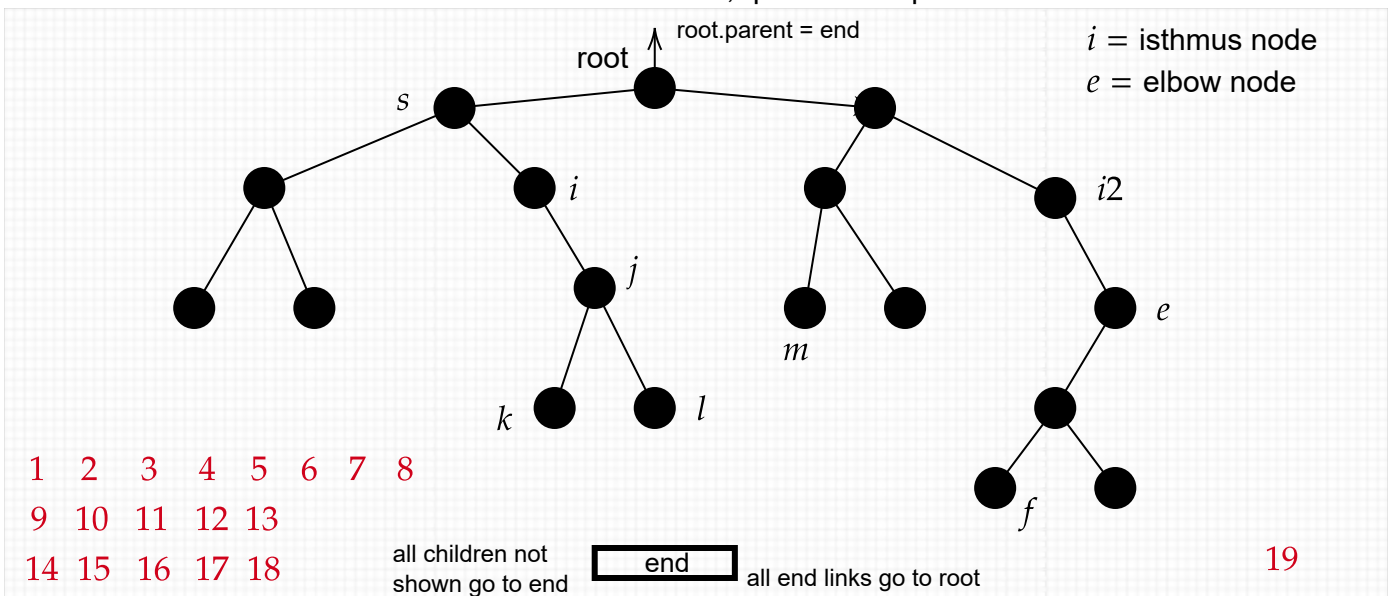 root.parent = end
root
i = isthmus node
e = elbow node
s
i
i2
j
e
m
k
l
f
1 2 3 4 5 6 7 8
9 10 11 12 13
14 15 16 17 18
all children not
shown go to end
end
all end links go to root
19